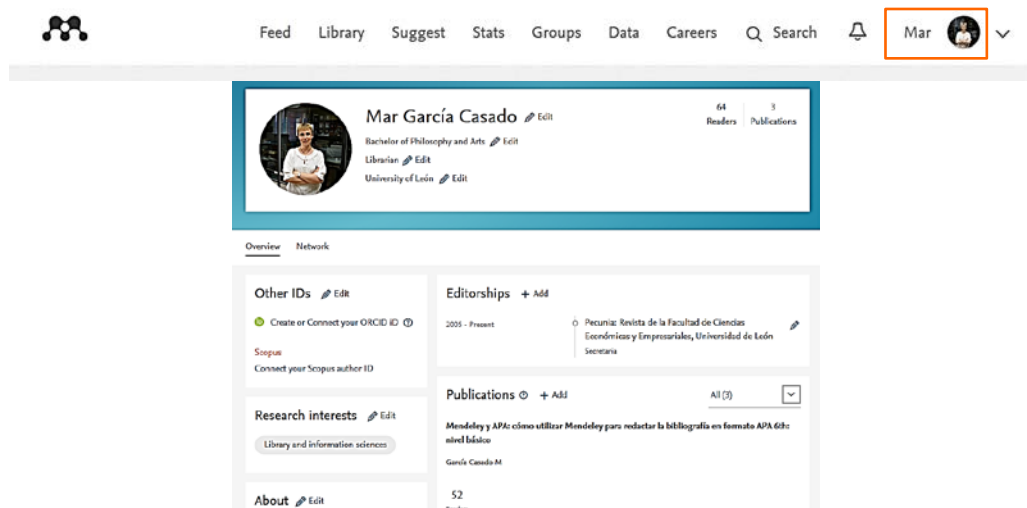 Feed Library Suggest Stats Groups Data Careers Search Mar
Mar García Casado Edit
64 3
Readers Publications
Bachelor of Philosophy and Arts Edit
Librarian Edit
University of León Edit
Overview Network
Other IDs Edit
Create or Connect your ORCID iD
Scopus
Connect your Scopus author ID
Research interests Edit
Library and information sciences
About Edit
Editorships + Add
2005 - Present
Pecunia: Revista de la Facultad de Ciencias
Económicas y Empresariales, Universidad de León
Secretaria
Publications + Add
All (3)
Mendeley y APA: cómo utilizar Mendeley para redactar la bibliografía en formato APA 6th:
nivel básico
García Casado M
52